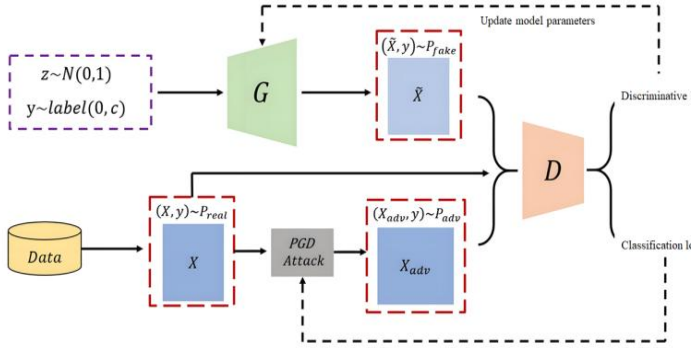 Update model parameters
(X̃, y)~P_fake
z~N(0,1)
y~label(0, c)
G
X̃
Discriminative
D
(X, y)~P_real
(X_adv, y)~P_adv
Data
X
PGD
Attack
X_adv
Classification lo